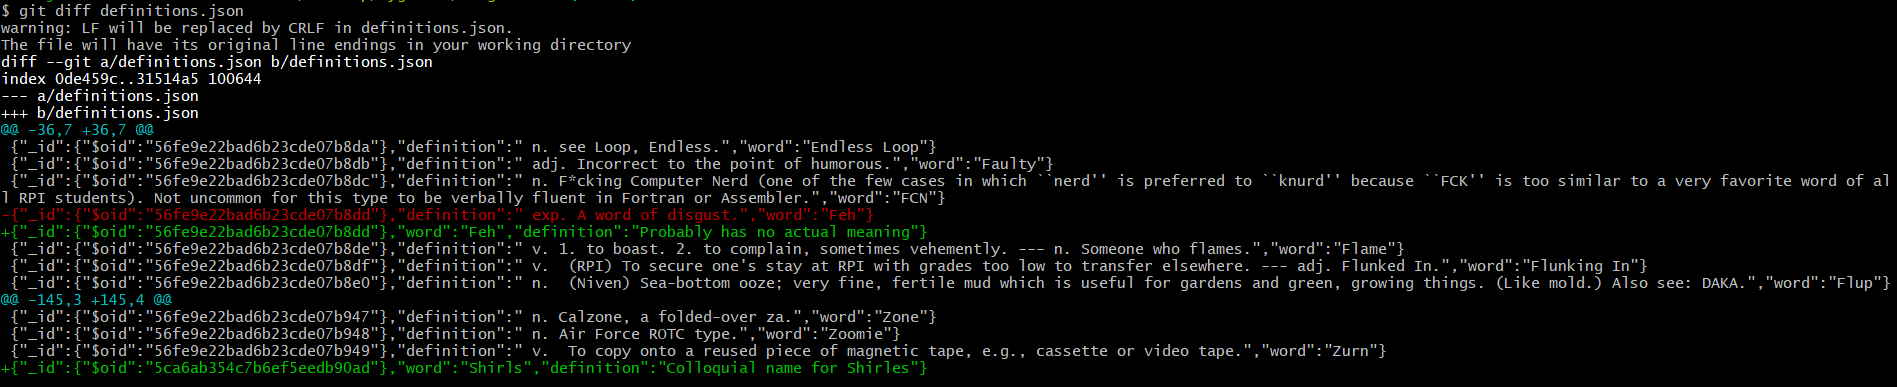 $ git diff definitions.json
warning: LF will be replaced by CRLF in definitions.json.
The file will have its original line endings in your working directory
diff --git a/definitions.json b/definitions.json
index 0de459c..31514a5 100644
--- a/definitions.json
+++ b/definitions.json
@@ -36,7 +36,7 @@
 {"_id":{"$oid":"56fe9e22bad6b23cde07b8da"},"definition":" n. see Loop, Endless.","word":"Endless Loop"}
 {"_id":{"$oid":"56fe9e22bad6b23cde07b8db"},"definition":" adj. Incorrect to the point of humorous.","word":"Faulty"}
 {"_id":{"$oid":"56fe9e22bad6b23cde07b8dc"},"definition":" n. F*cking Computer Nerd (one of the few cases in which ``nerd'' is preferred to ``knurd'' because ``FCK'' is too similar to a very favorite word of al
l RPI students). Not uncommon for this type to be verbally fluent in Fortran or Assembler.","word":"FCN"}
-{"_id":{"$oid":"56fe9e22bad6b23cde07b8dd"},"definition":" exp. A word of disgust.","word":"Feh"}
+{"_id":{"$oid":"56fe9e22bad6b23cde07b8dd"},"word":"Feh","definition":"Probably has no actual meaning"}
 {"_id":{"$oid":"56fe9e22bad6b23cde07b8de"},"definition":" v. 1. to boast. 2. to complain, sometimes vehemently. --- n. Someone who flames.","word":"Flame"}
 {"_id":{"$oid":"56fe9e22bad6b23cde07b8df"},"definition":" v.  (RPI) To secure one's stay at RPI with grades too low to transfer elsewhere. --- adj. Flunked In.","word":"Flunking In"}
 {"_id":{"$oid":"56fe9e22bad6b23cde07b8e0"},"definition":" n.  (Niven) Sea-bottom ooze; very fine, fertile mud which is useful for gardens and green, growing things. (Like mold.) Also see: DAKA.","word":"Flup"}
@@ -145,3 +145,4 @@
 {"_id":{"$oid":"56fe9e22bad6b23cde07b947"},"definition":" n. Calzone, a folded-over za.","word":"Zone"}
 {"_id":{"$oid":"56fe9e22bad6b23cde07b948"},"definition":" n. Air Force ROTC type.","word":"Zoomie"}
 {"_id":{"$oid":"56fe9e22bad6b23cde07b949"},"definition":" v.  To copy onto a reused piece of magnetic tape, e.g., cassette or video tape.","word":"Zurn"}
+{"_id":{"$oid":"5ca6ab354c7b6ef5eedb90ad"},"word":"Shirls","definition":"Colloquial name for Shirles"}